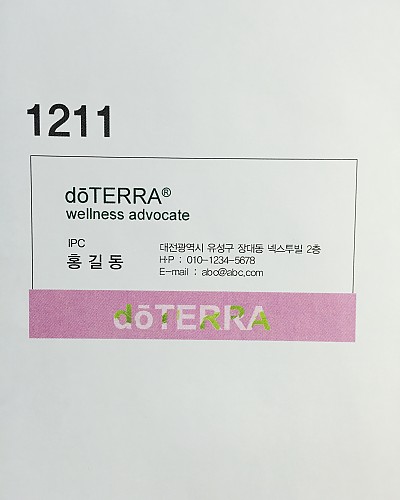 1211
dōTERRA®
wellness advocate
IPC
홍길동
대전광역시 유성구 장대동 넥스투빌 2층
H·P : 010-1234-5678
E-mail : abc@abc,com
dōTERRA